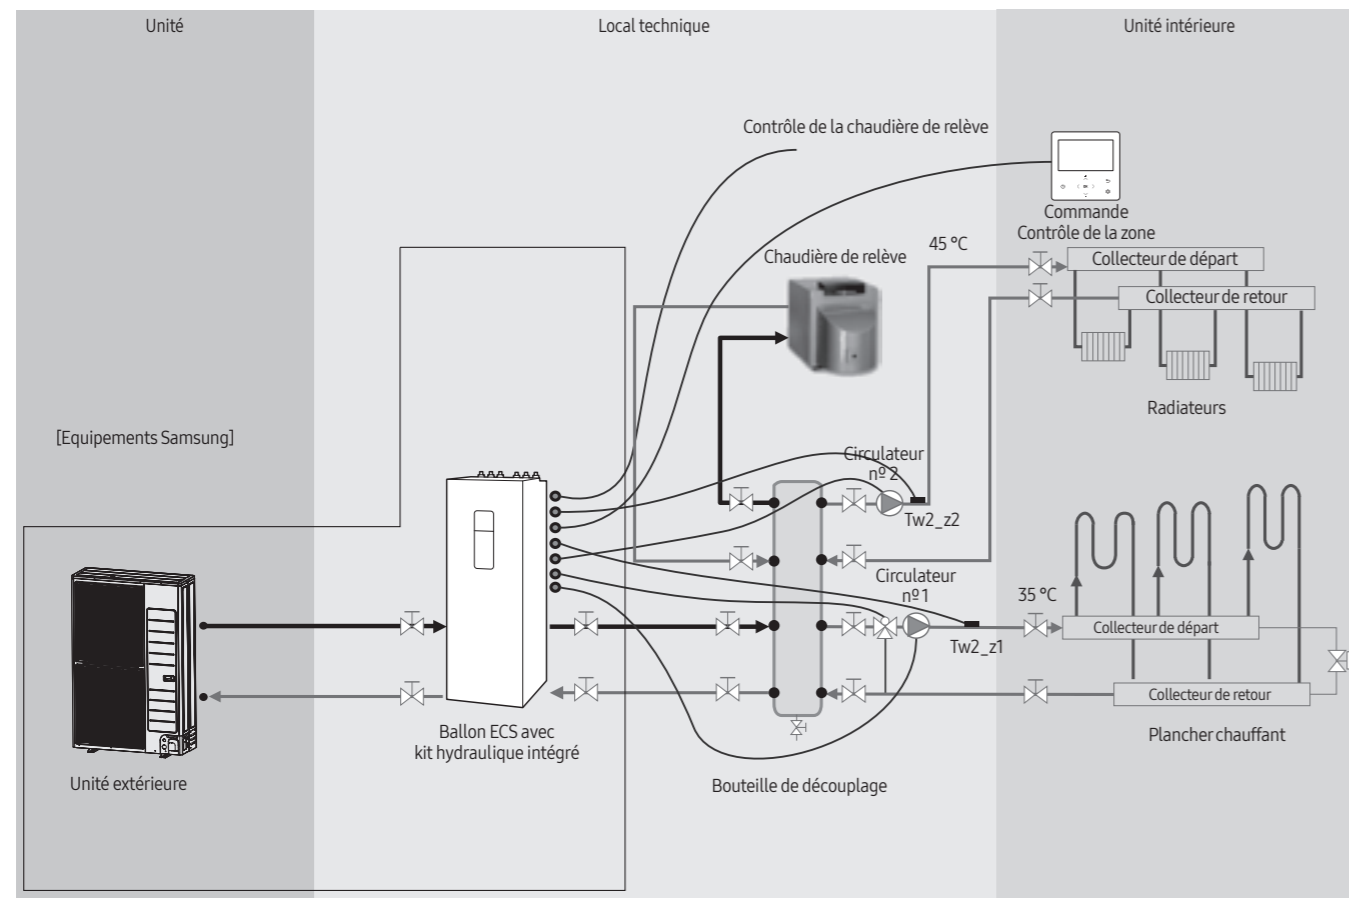 Unité
Local technique
Unité intérieure
Contrôle de la chaudière de relève
Commande
Contrôle de la zone
45 °C
Chaudière de relève
Collecteur de départ
Collecteur de retour
Radiateurs
[Equipements Samsung]
Circulateur
nº 2
Tw2_z2
Circulateur
nº 1
35 °C
Tw2_z1
Collecteur de départ
Collecteur de retour
Plancher chauffant
Ballon ECS avec
kit hydraulique intégré
Unité extérieure
Bouteille de découplage